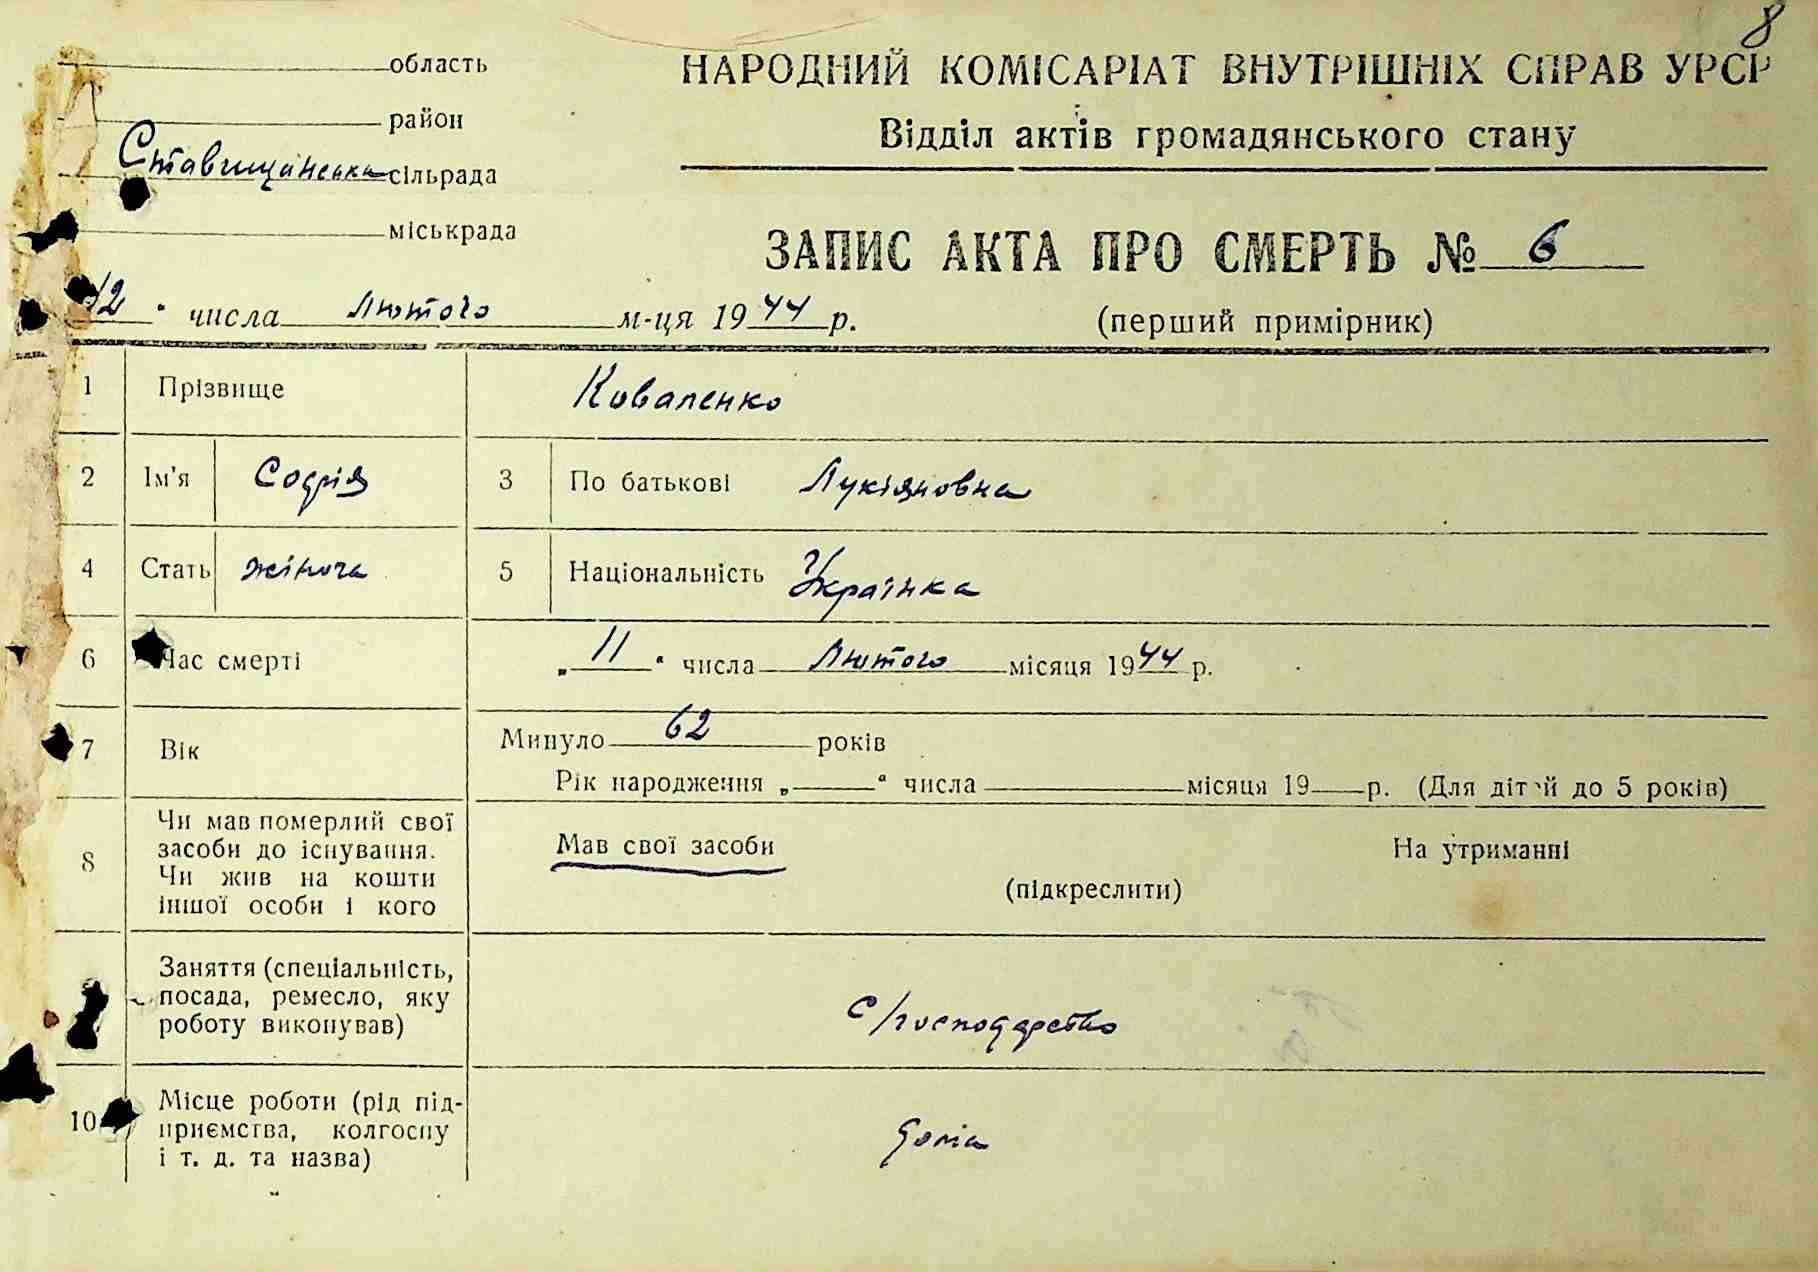 8
область
НАРОДНИЙ КОМІСАРІАТ ВНУТРІШНІХ СПРАВ УРСР
район
Відділ актів громадянського стану
Ставищанська сільрада
міськрада
ЗАПИС АКТА ПРО СМЕРТЬ № 6
12 " числа Лютого м-ця 1944 р.
(перший примірник)
1 Прізвище Коваленко
2 Ім'я Софія 3 По батькові Лукіяновна
4 Стать жіноча 5 Національність Українка
6 Час смерті „ 11 " числа Лютого місяця 1944 р.
7 Вік Минуло 62 років
Рік народження „ " числа місяця 19 р. (Для дітей до 5 років)
8 Чи мав померлий свої
засоби до існування.
Чи жив на кошти
іншої особи і кого
Мав свої засоби На утриманні
(підкреслити)
Заняття (спеціальність,
посада, ремесло, яку
роботу виконував)
С/господарство
10 Місце роботи (рід під-
приємства, колгоспу
і т. д. та назва)